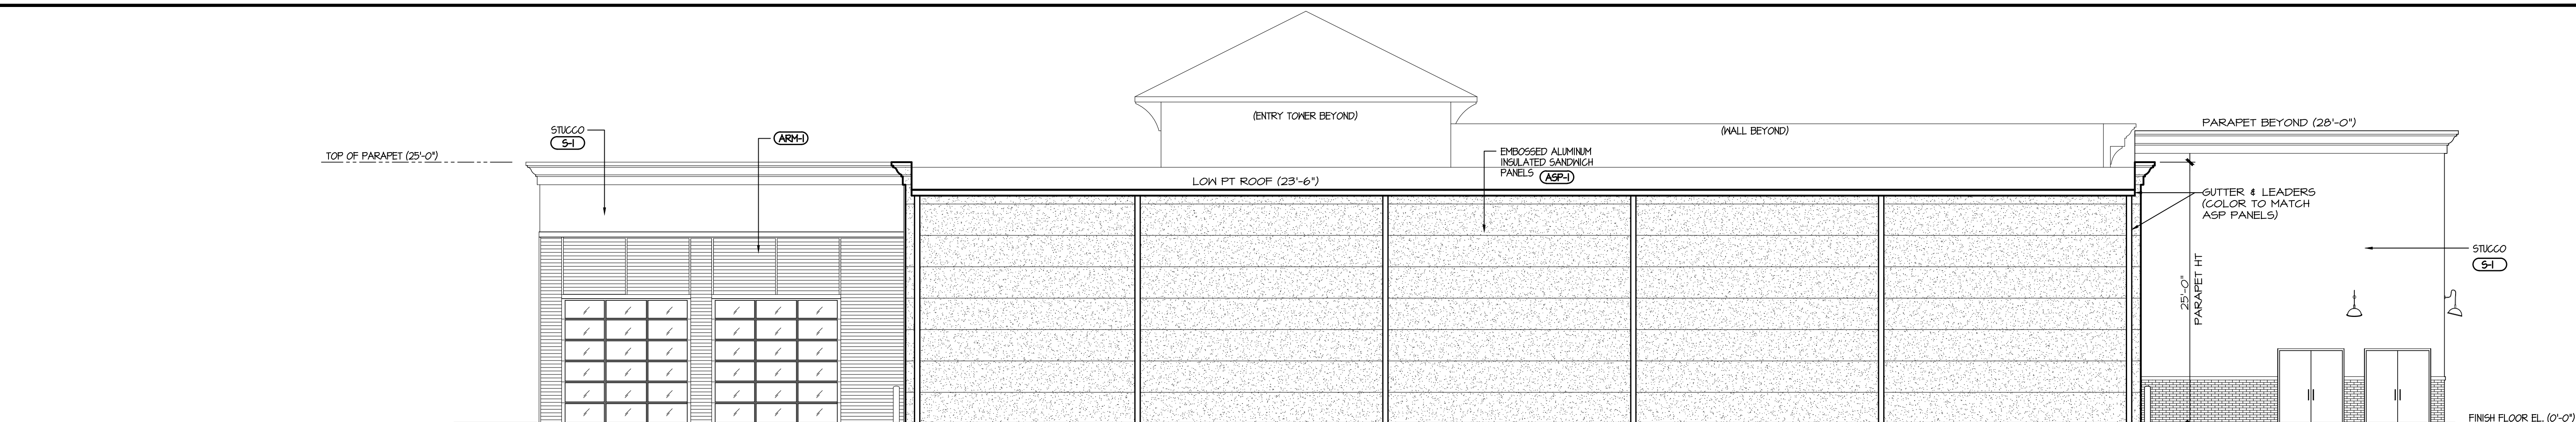 (ENTRY TOWER BEYOND)
PARAPET BEYOND (28'-0")
STUCCO
S-1
ARM-1
(WALL BEYOND)
TOP OF PARAPET (25'-0")
EMBOSSED ALUMINUM
INSULATED SANDWICH
PANELS ASP-1
LOW PT ROOF (23'-6")
GUTTER & LEADERS
(COLOR TO MATCH
ASP PANELS)
STUCCO
S-1
25'-0"
PARAPET HT
FINISH FLOOR EL. (0'-0")